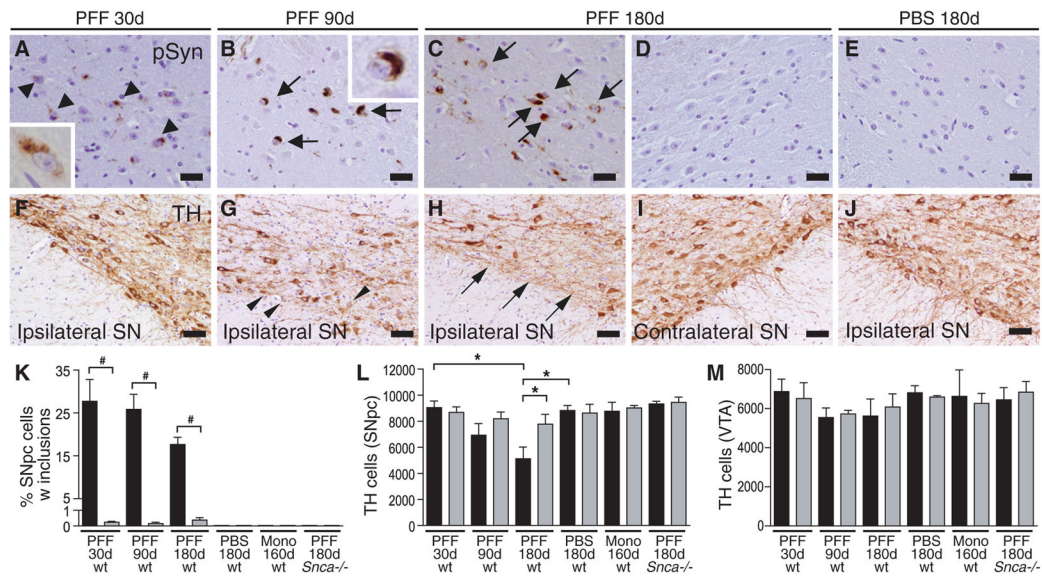 PFF 30d PFF 90d PFF 180d PBS 180d
A pSyn B C D E
F TH G H I J
Ipsilateral SN Ipsilateral SN Ipsilateral SN Contralateral SN Ipsilateral SN
K
% SNpc cells
w inclusions
35
25
15
5
1
0
# # #
PFF PFF PFF PBS Mono PFF
30d 90d 180d 180d 160d 180d
wt wt wt wt wt Snca-/-
L
TH cells (SNpc)
12000
10000
8000
6000
4000
2000
0
* * *
PFF PFF PFF PBS Mono PFF
30d 90d 180d 180d 160d 180d
wt wt wt wt wt Snca-/-
M
TH cells (VTA)
8000
6000
4000
2000
0
PFF PFF PFF PBS Mono PFF
30d 90d 180d 180d 160d 180d
wt wt wt wt wt Snca-/-